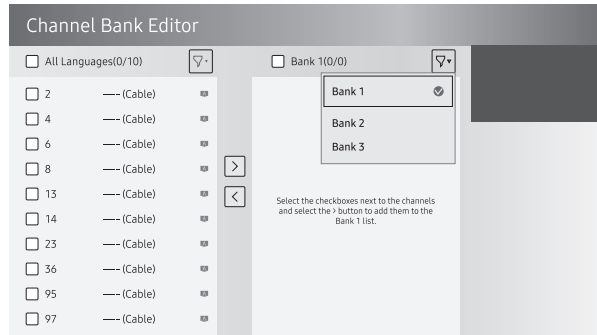 Channel Bank Editor
All Languages(0/10)
Bank 1(0/0)
Bank 1
Bank 2
Bank 3
2 ---- (Cable)
4 ---- (Cable)
6 ---- (Cable)
8 ---- (Cable)
13 ---- (Cable)
14 ---- (Cable)
23 ---- (Cable)
36 ---- (Cable)
95 ---- (Cable)
97 ---- (Cable)
>
<
Select the checkboxes next to the channels
and select the > button to add them to the
Bank 1 list.